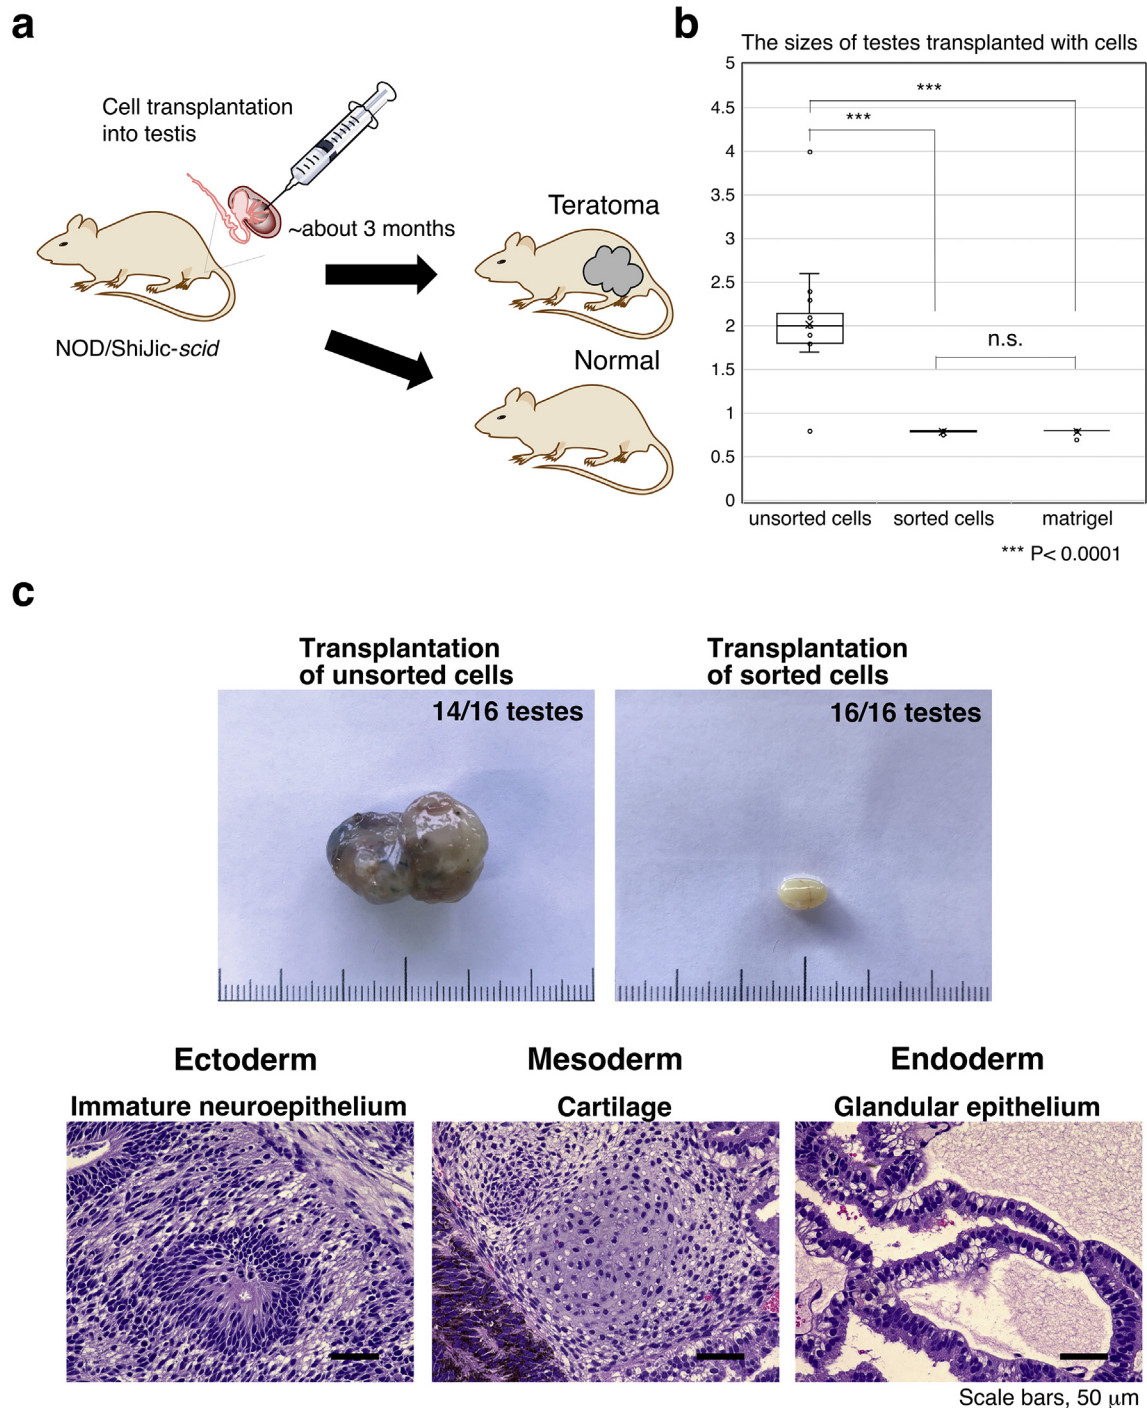 a
Cell transplantation
into testis
~about 3 months
NOD/ShiJic-scid
Teratoma
Normal
b
The sizes of testes transplanted with cells
5
4.5
4
3.5
3
2.5
2
1.5
1
0.5
0
***
***
n.s.
unsorted cells
sorted cells
matrigel
*** P< 0.0001
c
Transplantation
of unsorted cells
14/16 testes
Transplantation
of sorted cells
16/16 testes
Ectoderm
Immature neuroepithelium
Mesoderm
Cartilage
Endoderm
Glandular epithelium
Scale bars, 50 μm